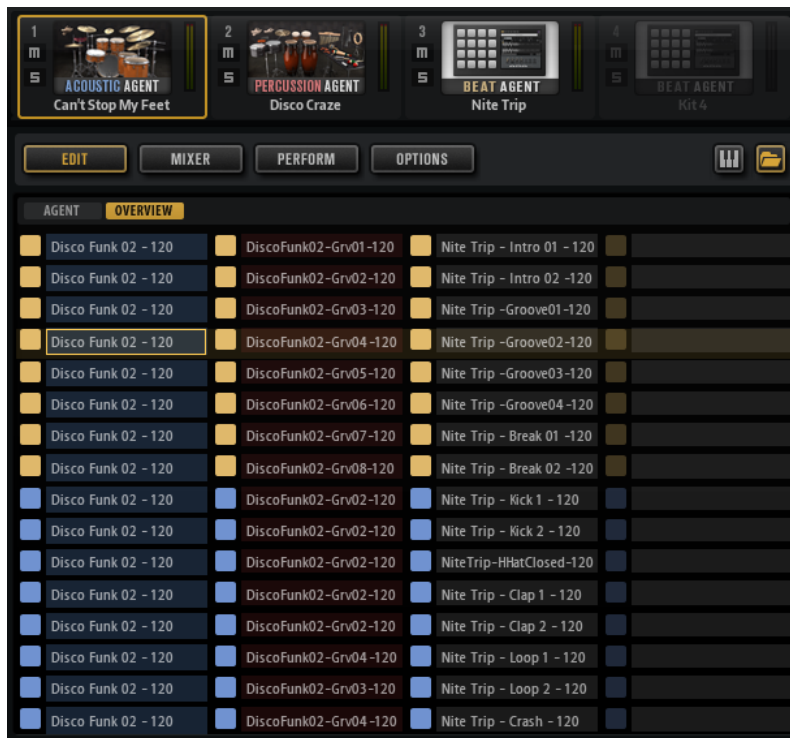 1 2 3 4
m m m m
S S S S
ACOUSTIC AGENT PERCUSSION AGENT BEAT AGENT BEAT AGENT
Can't Stop My Feet Disco Craze Nite Trip Kit 4
EDIT MIXER PERFORM OPTIONS
AGENT OVERVIEW
Disco Funk 02 - 120 DiscoFunk02-Grv01-120 Nite Trip - Intro 01 - 120
Disco Funk 02 - 120 DiscoFunk02-Grv02-120 Nite Trip - Intro 02 -120
Disco Funk 02 - 120 DiscoFunk02-Grv03-120 Nite Trip -Groove01-120
Disco Funk 02 - 120 DiscoFunk02-Grv04-120 Nite Trip -Groove02-120
Disco Funk 02 - 120 DiscoFunk02-Grv05-120 Nite Trip -Groove03-120
Disco Funk 02 - 120 DiscoFunk02-Grv06-120 Nite Trip -Groove04-120
Disco Funk 02 - 120 DiscoFunk02-Grv07-120 Nite Trip - Break 01 -120
Disco Funk 02 - 120 DiscoFunk02-Grv08-120 Nite Trip - Break 02 -120
Disco Funk 02 - 120 DiscoFunk02-Grv02-120 Nite Trip - Kick 1 - 120
Disco Funk 02 - 120 DiscoFunk02-Grv02-120 Nite Trip - Kick 2 - 120
Disco Funk 02 - 120 DiscoFunk02-Grv02-120 NiteTrip-HHatClosed-120
Disco Funk 02 - 120 DiscoFunk02-Grv02-120 Nite Trip - Clap 1 - 120
Disco Funk 02 - 120 DiscoFunk02-Grv02-120 Nite Trip - Clap 2 - 120
Disco Funk 02 - 120 DiscoFunk02-Grv04-120 Nite Trip - Loop 1 - 120
Disco Funk 02 - 120 DiscoFunk02-Grv03-120 Nite Trip - Loop 2 - 120
Disco Funk 02 - 120 DiscoFunk02-Grv04-120 Nite Trip - Crash - 120